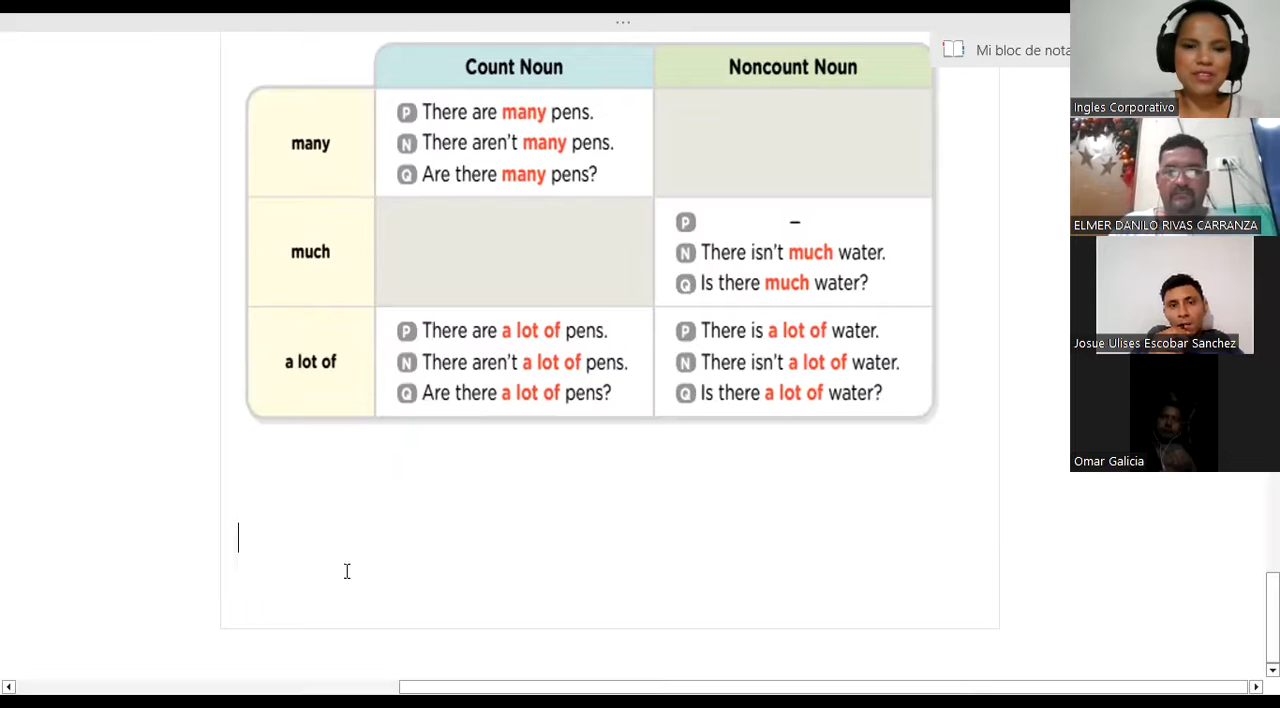 ...
Mi bloc de nota
Count Noun
Noncount Noun
many
P There are many pens.
N There aren't many pens.
Q Are there many pens?
much
P –
N There isn't much water.
Q Is there much water?
a lot of
P There are a lot of pens.
N There aren't a lot of pens.
Q Are there a lot of pens?
P There is a lot of water.
N There isn't a lot of water.
Q Is there a lot of water?
Ingles Corporativo
ELMER DANILO RIVAS CARRANZA
Josue Ulises Escobar Sanchez
Omar Galicia